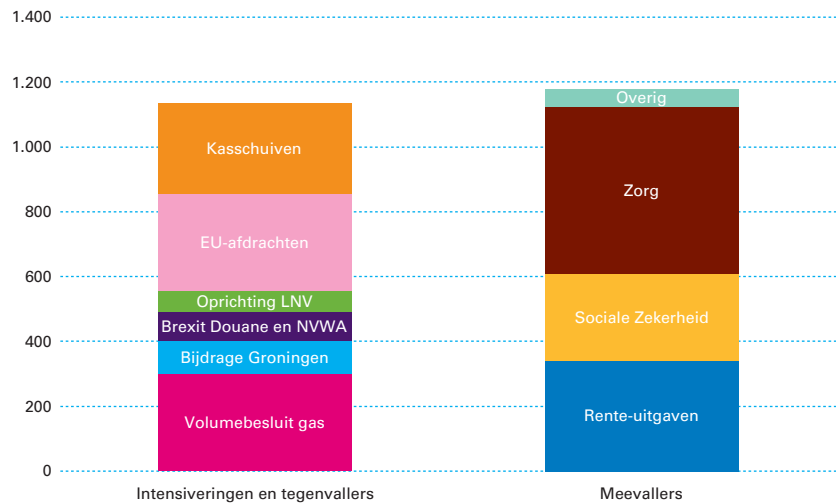 1.400
1.200
1.000
800
600
400
200
0
Kasschuiven
EU-afdrachten
Oprichting LNV
Brexit Douane en NVWA
Bijdrage Groningen
Volumebesluit gas
Overig
Zorg
Sociale Zekerheid
Rente-uitgaven
Intensiveringen en tegenvallers
Meevallers